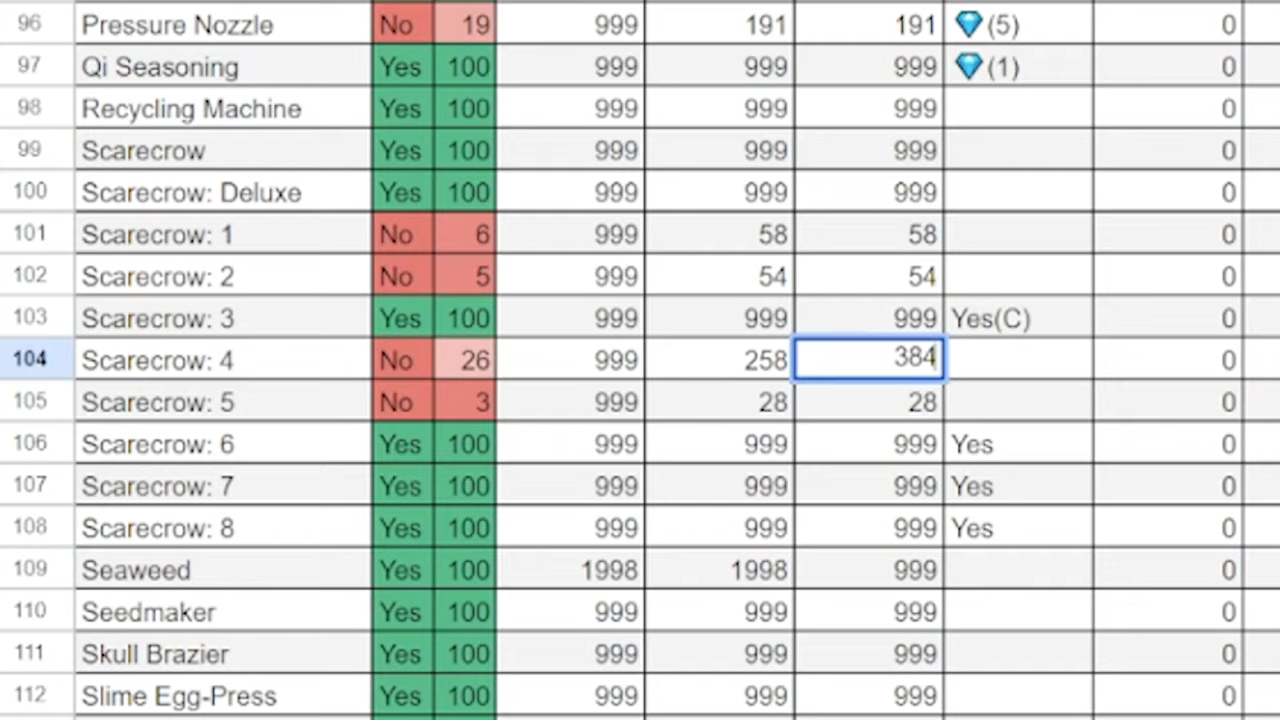 96 Pressure Nozzle No 19 999 191 191 💎(5) 0
97 Qi Seasoning Yes 100 999 999 999 💎(1) 0
98 Recycling Machine Yes 100 999 999 999 0
99 Scarecrow Yes 100 999 999 999 0
100 Scarecrow: Deluxe Yes 100 999 999 999 0
101 Scarecrow: 1 No 6 999 58 58 0
102 Scarecrow: 2 No 5 999 54 54 0
103 Scarecrow: 3 Yes 100 999 999 999 Yes(C) 0
104 Scarecrow: 4 No 26 999 258 384 0
105 Scarecrow: 5 No 3 999 28 28 0
106 Scarecrow: 6 Yes 100 999 999 999 Yes 0
107 Scarecrow: 7 Yes 100 999 999 999 Yes 0
108 Scarecrow: 8 Yes 100 999 999 999 Yes 0
109 Seaweed Yes 100 1998 1998 999 0
110 Seedmaker Yes 100 999 999 999 0
111 Skull Brazier Yes 100 999 999 999 0
112 Slime Egg-Press Yes 100 999 999 999 0